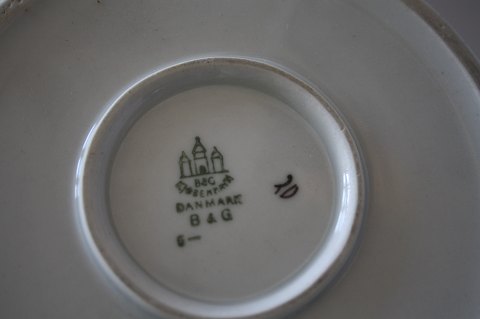 B&G
KJØBENHAVN
DANMARK
B & G
6—